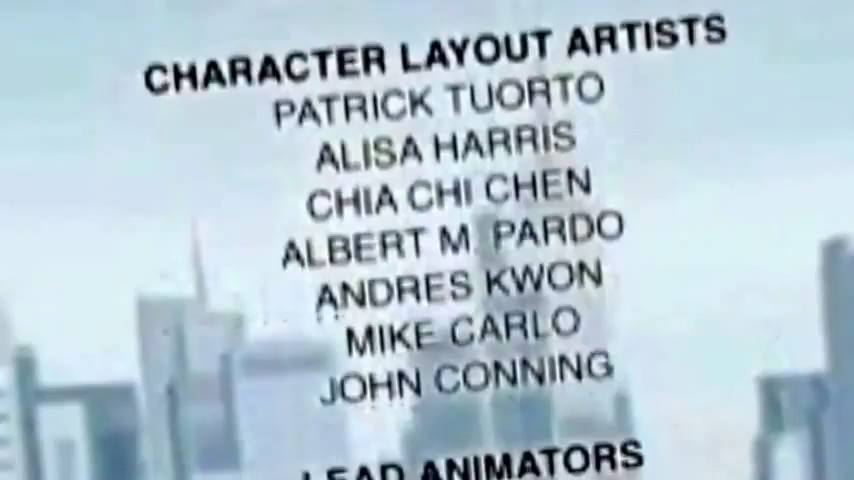 CHARACTER LAYOUT ARTISTS
PATRICK TUORTO
ALISA HARRIS
CHIA CHI CHEN
ALBERT M. PARDO
ANDRES KWON
MIKE CARLO
JOHN CONNING
LEAD ANIMATORS